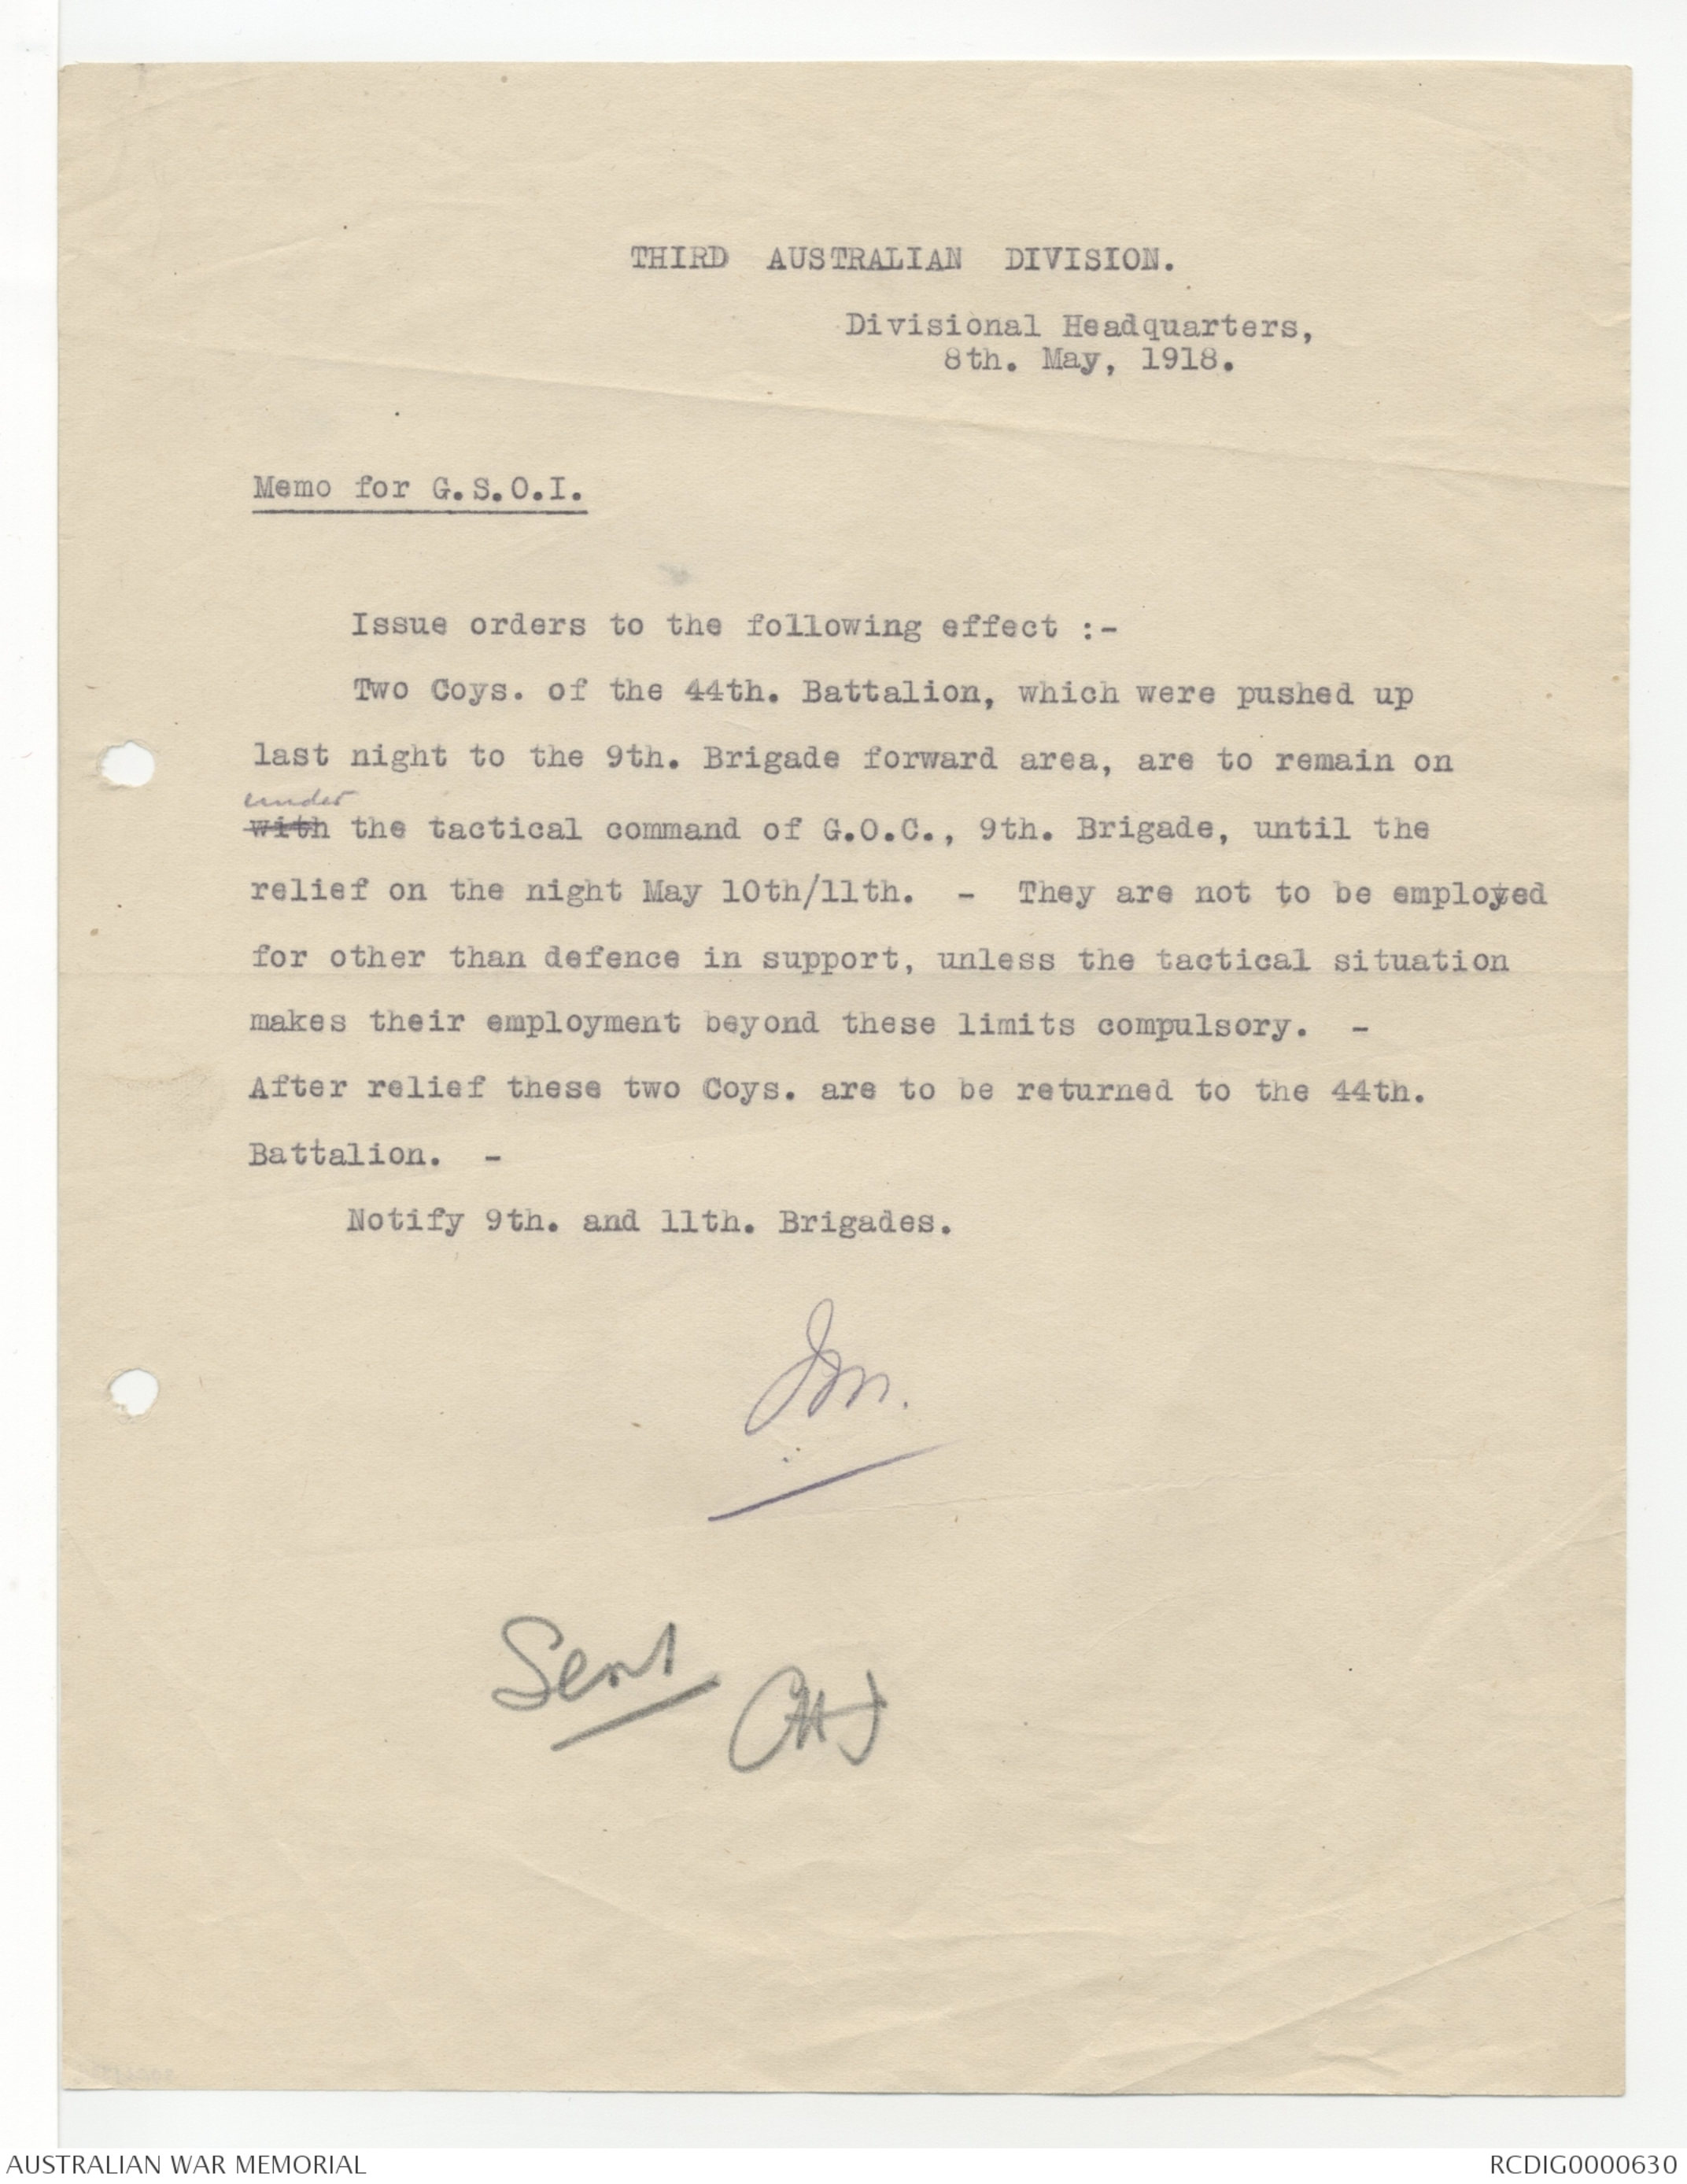 THIRD AUSTRALIAN DIVISION.
Divisional Headquarters,
8th. May, 1918.
Memo for G.S.O.I.
Issue orders to the following effect :-
Two Coys. of the 44th. Battalion, which were pushed up
last night to the 9th. Brigade forward area, are to remain on
under
with the tactical command of G.O.C., 9th. Brigade, until the
relief on the night May 10th/11th. - They are not to be employed
for other than defence in support, unless the tactical situation
makes their employment beyond these limits compulsory. -
After relief these two Coys. are to be returned to the 44th.
Battalion. -
Notify 9th. and 11th. Brigades.
Jm.
Sent
CHJ
AUSTRALIAN WAR MEMORIAL
RCDIG0000630